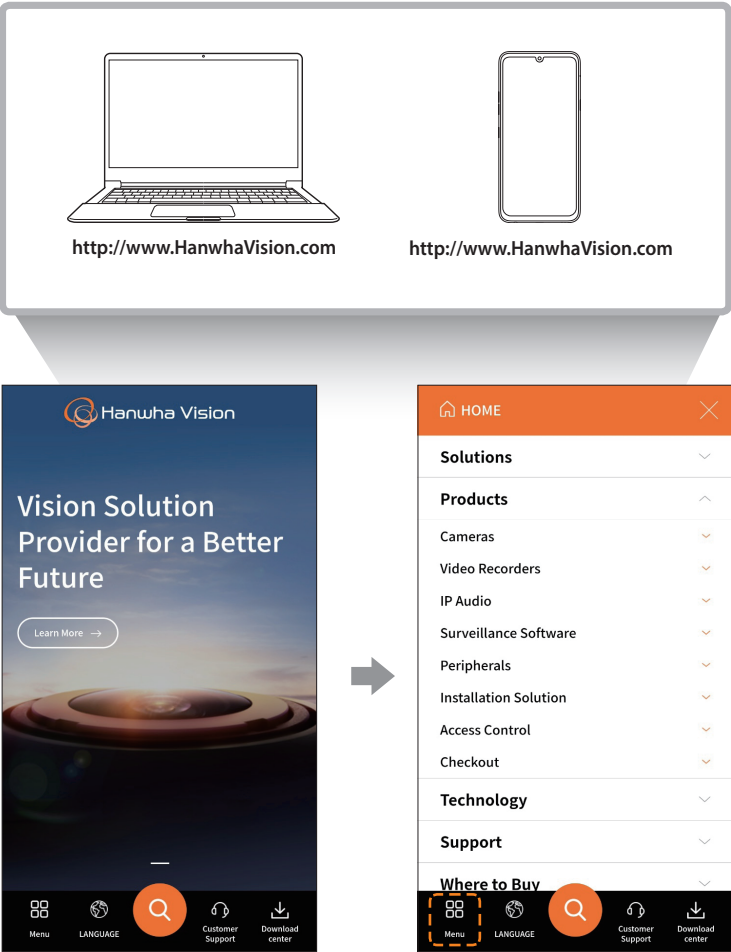 http://www.HanwhaVision.com
http://www.HanwhaVision.com
Hanwha Vision
Vision Solution
Provider for a Better
Future
Learn More →
Menu
LANGUAGE
Customer
Support
Download
center
HOME
Solutions
Products
Cameras
Video Recorders
IP Audio
Surveillance Software
Peripherals
Installation Solution
Access Control
Checkout
Technology
Support
Where to Buy
Menu
LANGUAGE
Customer
Support
Download
center